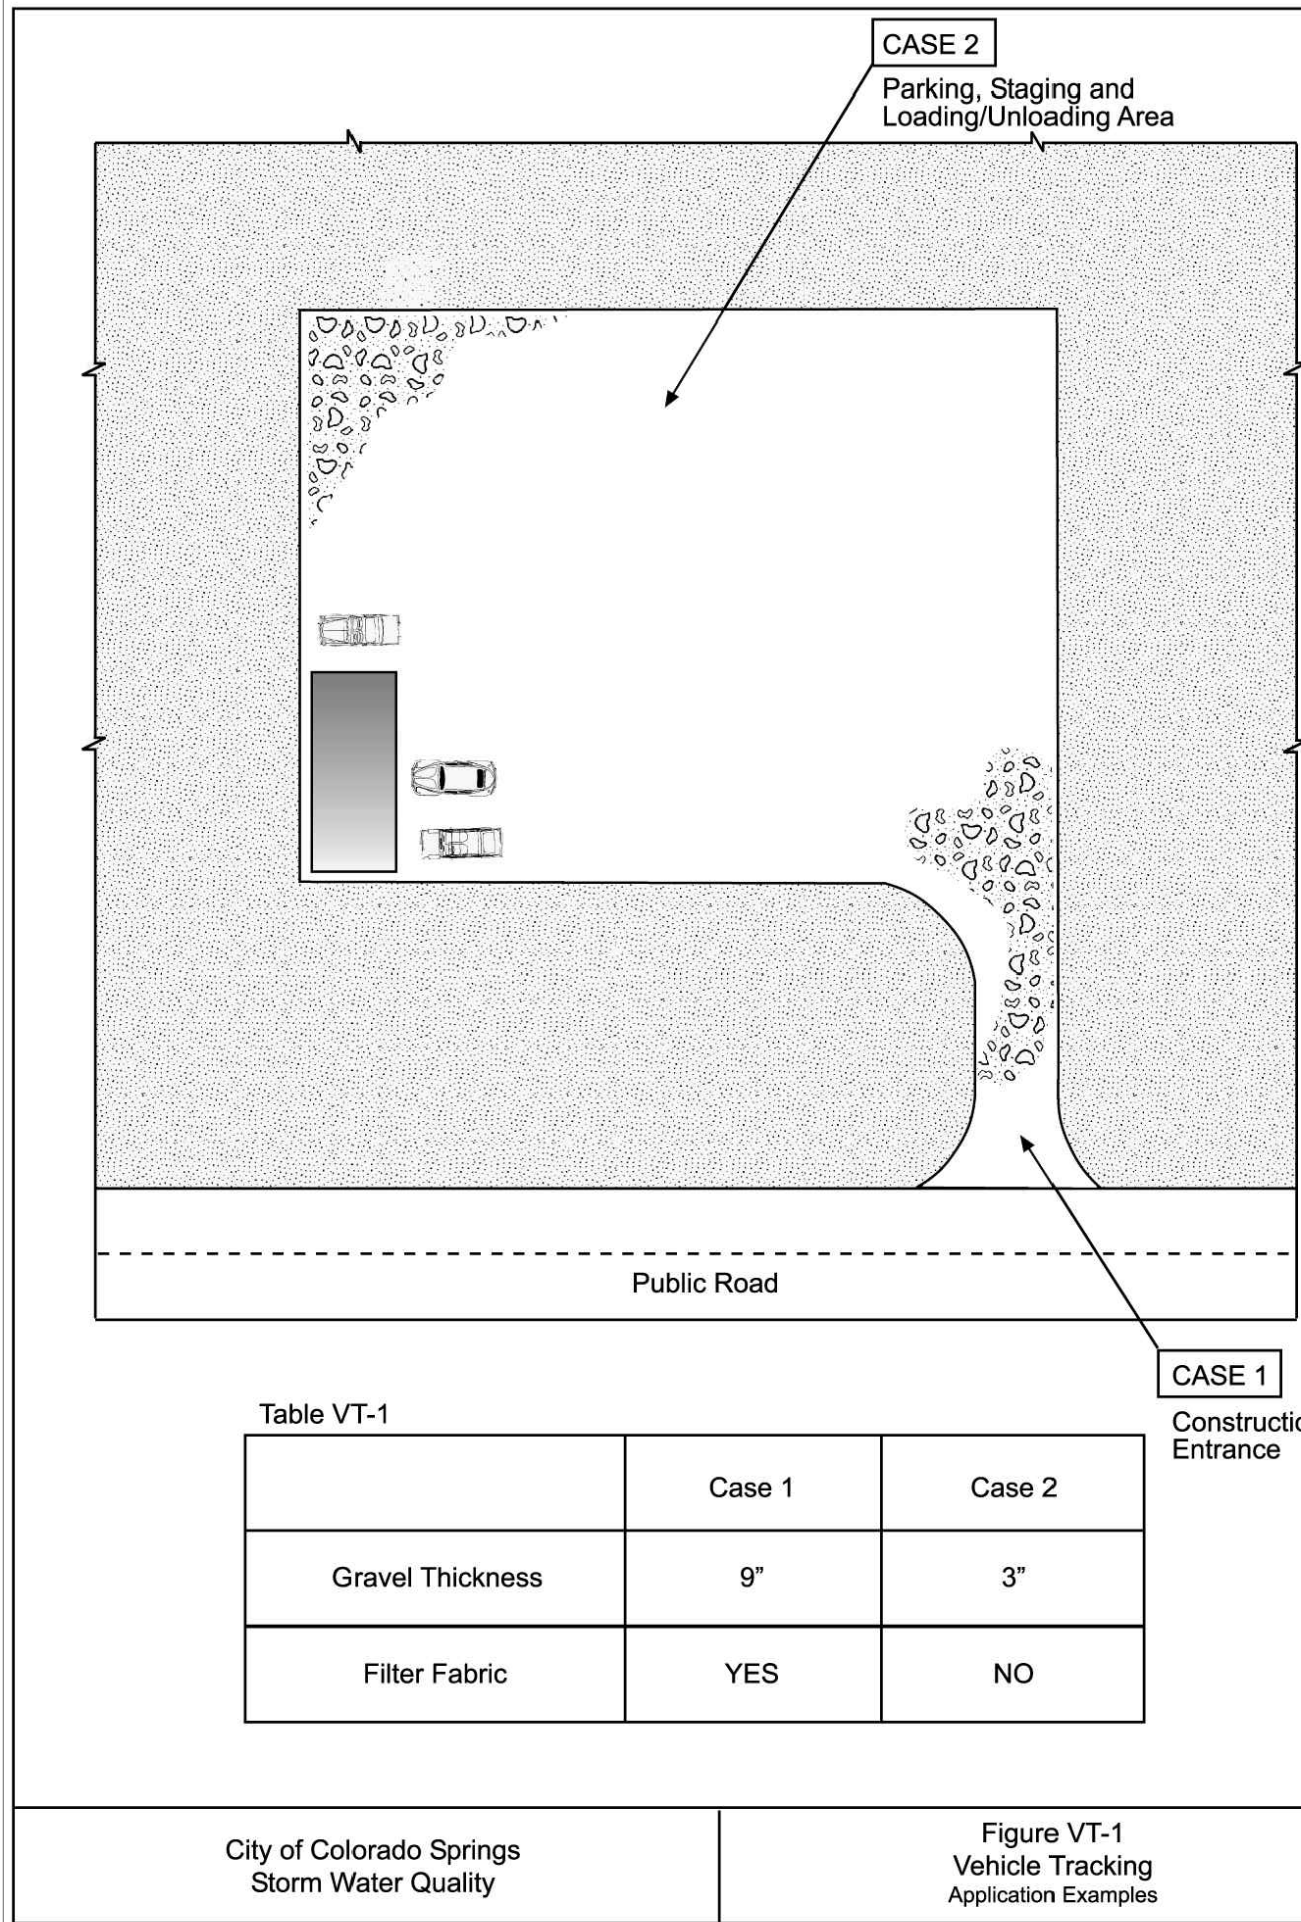 CASE 2
Parking, Staging and
Loading/Unloading Area
Public Road
CASE 1
Constructio
Entrance
Table VT-1
Case 1 Case 2
Gravel Thickness 9” 3”
Filter Fabric YES NO
City of Colorado Springs
Storm Water Quality
Figure VT-1
Vehicle Tracking
Application Examples